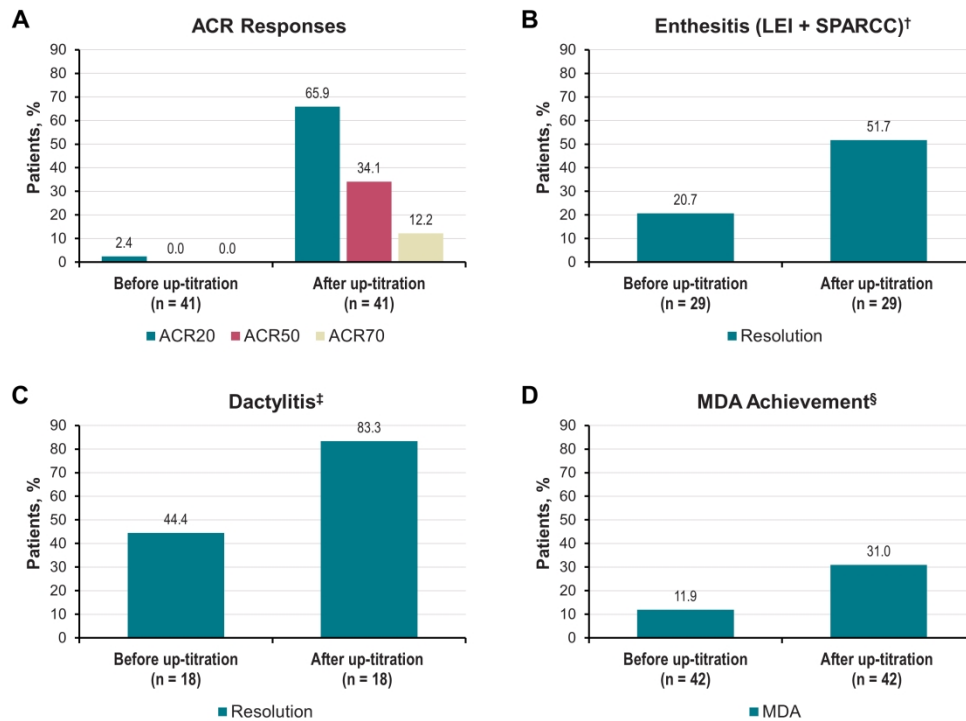 A
ACR Responses
Patients, %
90
80
70
60
50
40
30
20
10
0
2.4
0.0
0.0
65.9
34.1
12.2
Before up-titration
(n = 41)
After up-titration
(n = 41)
ACR20 ACR50 ACR70
B
Enthesitis (LEI + SPARCC)†
Patients, %
90
80
70
60
50
40
30
20
10
0
20.7
51.7
Before up-titration
(n = 29)
After up-titration
(n = 29)
Resolution
C
Dactylitis‡
Patients, %
90
80
70
60
50
40
30
20
10
0
44.4
83.3
Before up-titration
(n = 18)
After up-titration
(n = 18)
Resolution
D
MDA Achievement§
Patients, %
90
80
70
60
50
40
30
20
10
0
11.9
31.0
Before up-titration
(n = 42)
After up-titration
(n = 42)
MDA